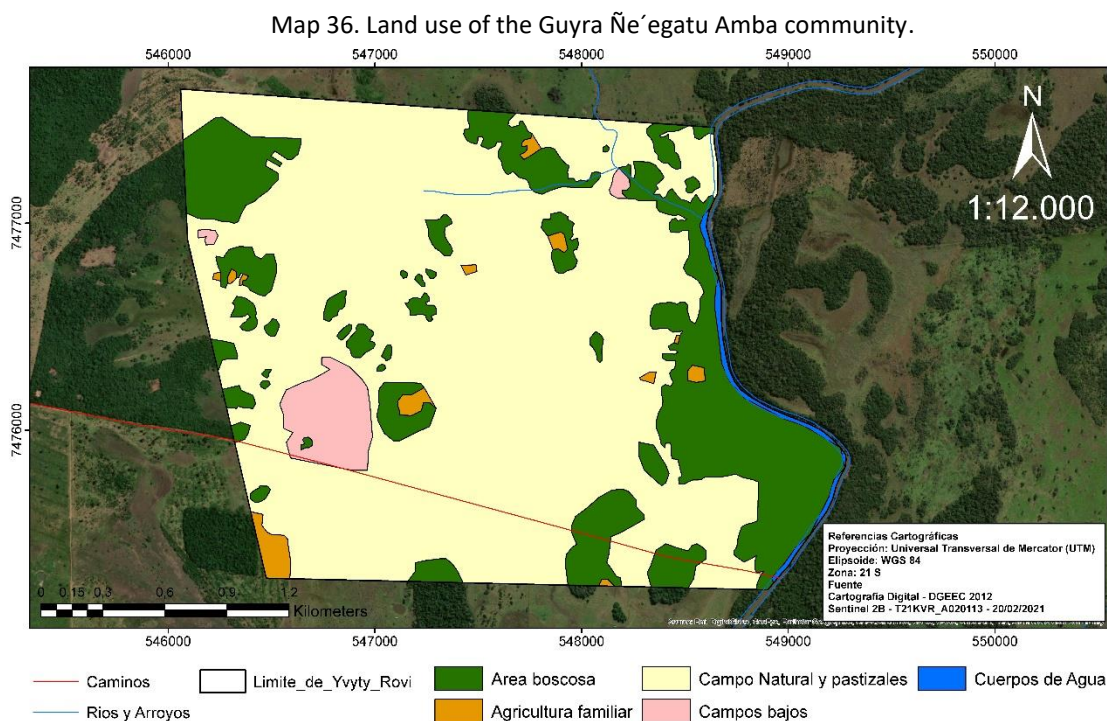 Map 36. Land use of the Guyra Ñe´egatu Amba community.
546000 547000 548000 549000 550000
7477000
7476000
N
1:12.000
0 0,15 0,3 0,6 0,9 1,2
Kilometers
Referencias Cartográficas
Proyección: Universal Transversal de Mercator (UTM)
Elipsoide: WGS 84
Zona: 21 S
Fuente
Cartografía Digital - DGEEC 2012
Sentinel 2B - T21KVR_A020113 - 20/02/2021
546000 547000 548000 549000 550000
Caminos
Rios y Arroyos
Limite_de_Yvyty_Rovi
Area boscosa
Agricultura familiar
Campo Natural y pastizales
Campos bajos
Cuerpos de Agua